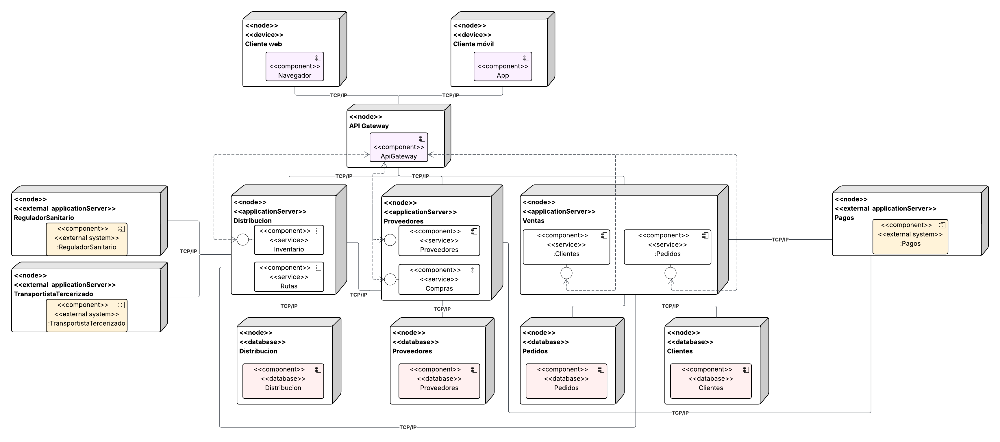 <<node>>
<<device>>
Cliente web
<<component>>
Navegador
<<node>>
<<device>>
Cliente móvil
<<component>>
App
TCP/IP
TCP/IP
<<node>>
API Gateway
<<component>>
ApiGateway
TCP/IP
TCP/IP
<<node>>
<<external applicationServer>>
ReguladorSanitario
<<component>>
<<external system>>
:ReguladorSanitario
<<node>>
<<external applicationServer>>
TransportistaTercerizado
<<component>>
<<external system>>
:TransportistaTercerizado
TCP/IP
<<node>>
<<applicationServer>>
Distribucion
<<component>>
<<service>>
Inventario
<<component>>
<<service>>
Rutas
TCP/IP
<<node>>
<<applicationServer>>
Proveedores
<<component>>
<<service>>
Proveedores
<<component>>
<<service>>
Compras
<<node>>
<<applicationServer>>
Ventas
<<component>>
<<service>>
:Clientes
<<component>>
<<service>>
:Pedidos
TCP/IP
<<node>>
<<external applicationServer>>
Pagos
<<component>>
<<external system>>
:Pagos
TCP/IP
TCP/IP
TCP/IP
<<node>>
<<database>>
Distribucion
<<component>>
<<database>>
Distribucion
<<node>>
<<database>>
Proveedores
<<component>>
<<database>>
Proveedores
<<node>>
<<database>>
Pedidos
<<component>>
<<database>>
Pedidos
<<node>>
<<database>>
Clientes
<<component>>
<<database>>
Clientes
TCP/IP
TCP/IP